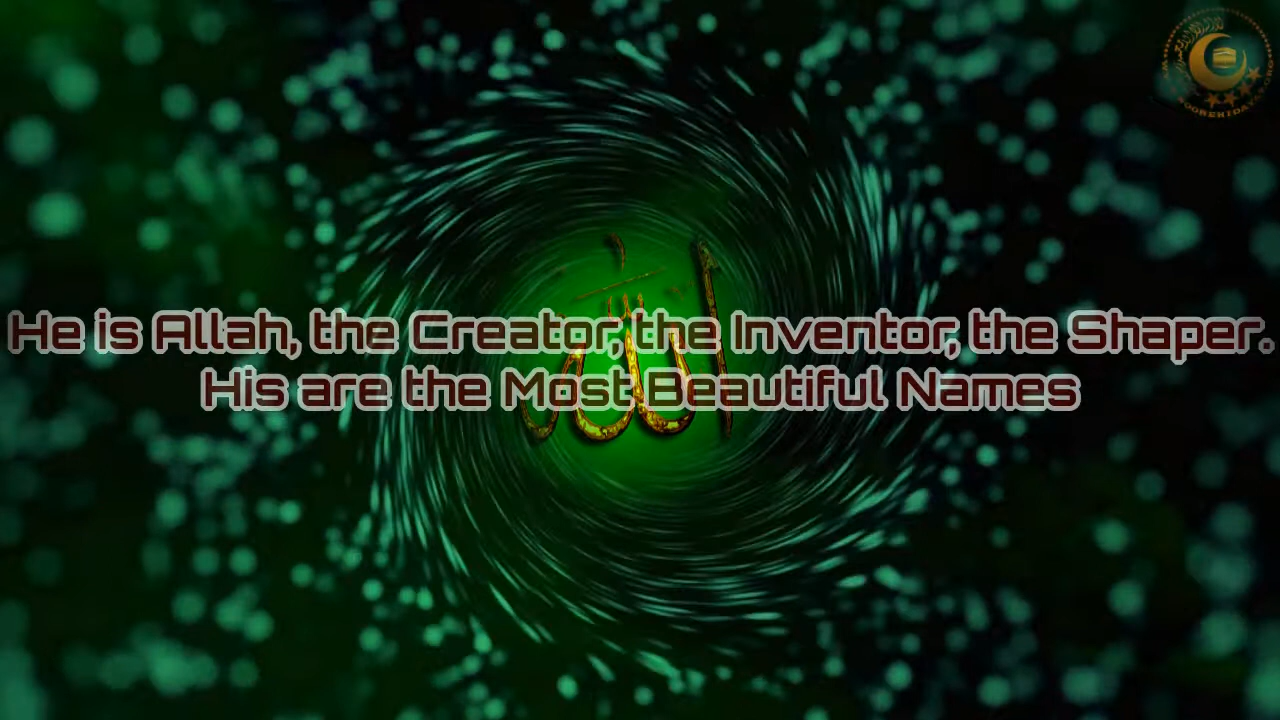 He is Allah, the Creator, the Inventor, the Shaper.
His are the Most Beautiful Names
الله